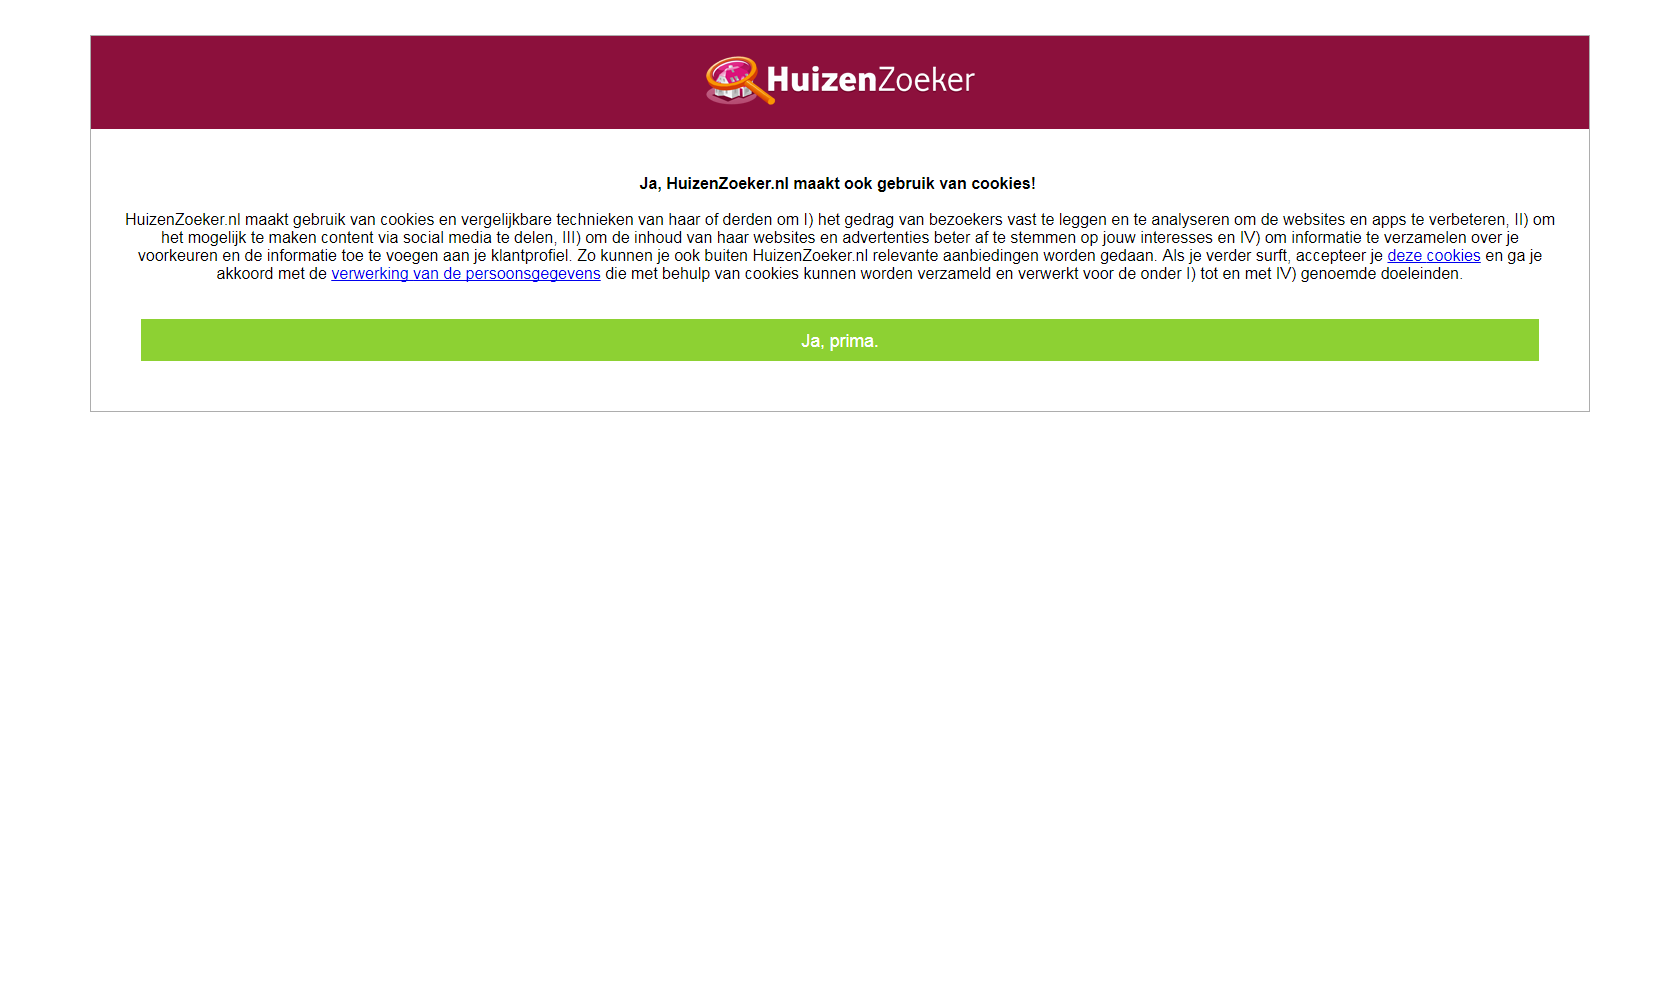 HuizenZoeker
Ja, HuizenZoeker.nl maakt ook gebruik van cookies!
HuizenZoeker.nl maakt gebruik van cookies en vergelijkbare technieken van haar of derden om I) het gedrag van bezoekers vast te leggen en te analyseren om de websites en apps te verbeteren, II) om
het mogelijk te maken content via social media te delen, III) om de inhoud van haar websites en advertenties beter af te stemmen op jouw interesses en IV) om informatie te verzamelen over je
voorkeuren en de informatie toe te voegen aan je klantprofiel. Zo kunnen je ook buiten HuizenZoeker.nl relevante aanbiedingen worden gedaan. Als je verder surft, accepteer je deze cookies en ga je
akkoord met de verwerking van de persoonsgegevens die met behulp van cookies kunnen worden verzameld en verwerkt voor de onder I) tot en met IV) genoemde doeleinden.
Ja, prima.